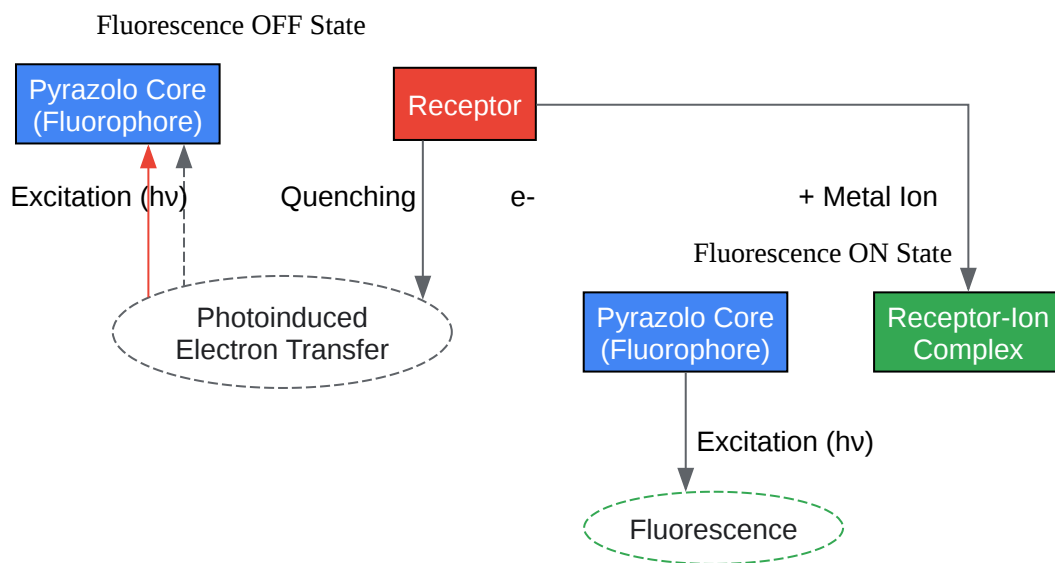 Fluorescence OFF State
Pyrazolo Core
(Fluorophore)
Receptor
Excitation (hν)
Quenching
e-
+ Metal Ion
Fluorescence ON State
Photoinduced
Electron Transfer
Pyrazolo Core
(Fluorophore)
Receptor-Ion
Complex
Excitation (hν)
Fluorescence